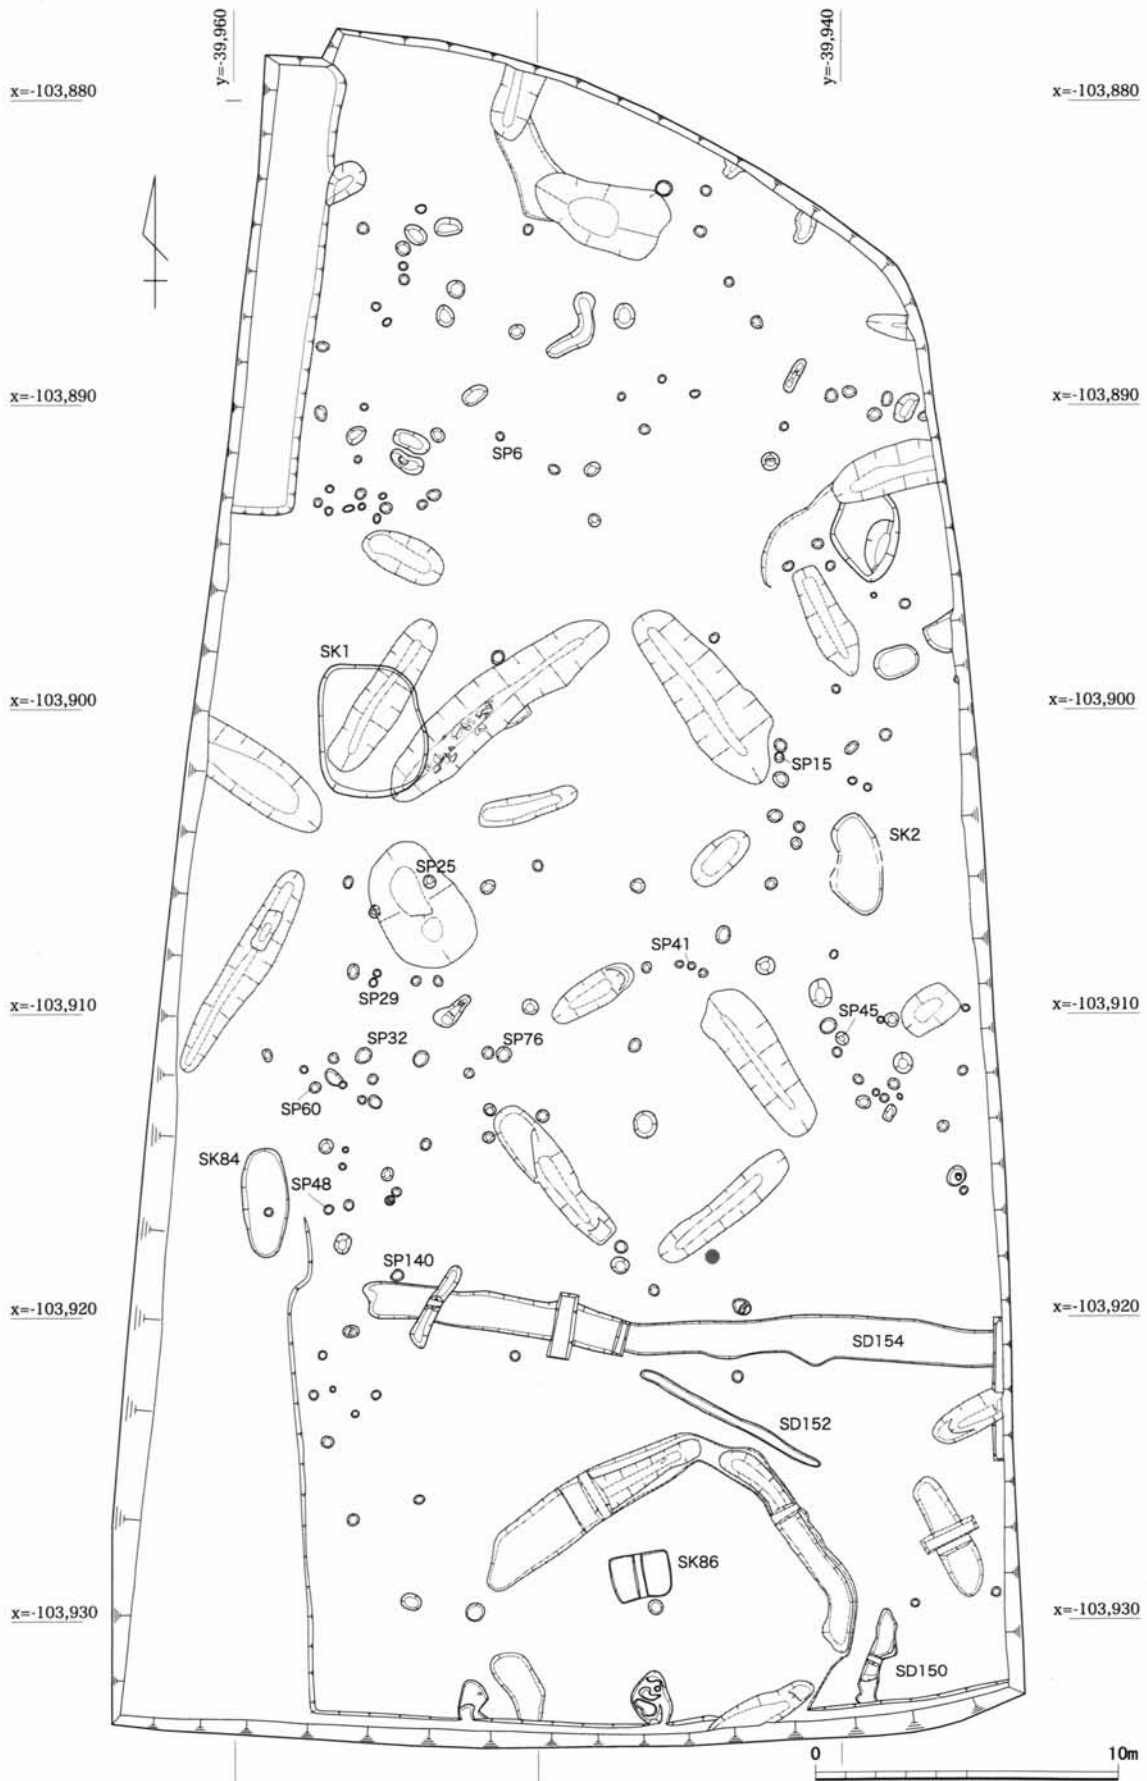 y=-39,960
y=-39,940
x=-103,880
x=-103,880
x=-103,890
x=-103,890
SP6
SK1
x=-103,900
x=-103,900
SP15
SK2
SP25
SP41
SP29
x=-103,910
SP45
x=-103,910
SP32
SP76
SP60
SK84
SP48
SP140
x=-103,920
x=-103,920
SD154
SD152
SK86
x=-103,930
x=-103,930
SD150
0
10m